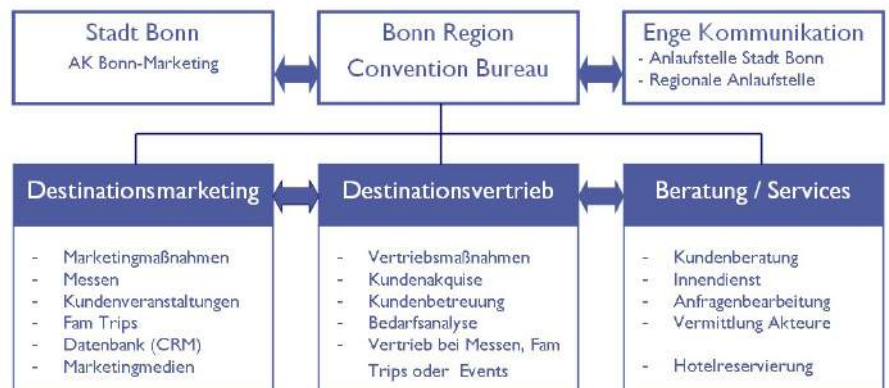 Stadt Bonn
AK Bonn-Marketing
Bonn Region
Convention Bureau
Enge Kommunikation
- Anlaufstelle Stadt Bonn
- Regionale Anlaufstelle
Destinationsmarketing
- Marketingmaßnahmen
- Messen
- Kundenveranstaltungen
- Fam Trips
- Datenbank (CRM)
- Marketingmedien
Destinationsvertrieb
- Vertriebsmaßnahmen
- Kundenakquise
- Kundenbetreuung
- Bedarfsanalyse
- Vertrieb bei Messen, Fam
Trips oder Events
Beratung / Services
- Kundenberatung
- Innendienst
- Anfragenbearbeitung
- Vermittlung Akteure
- Hotelreservierung